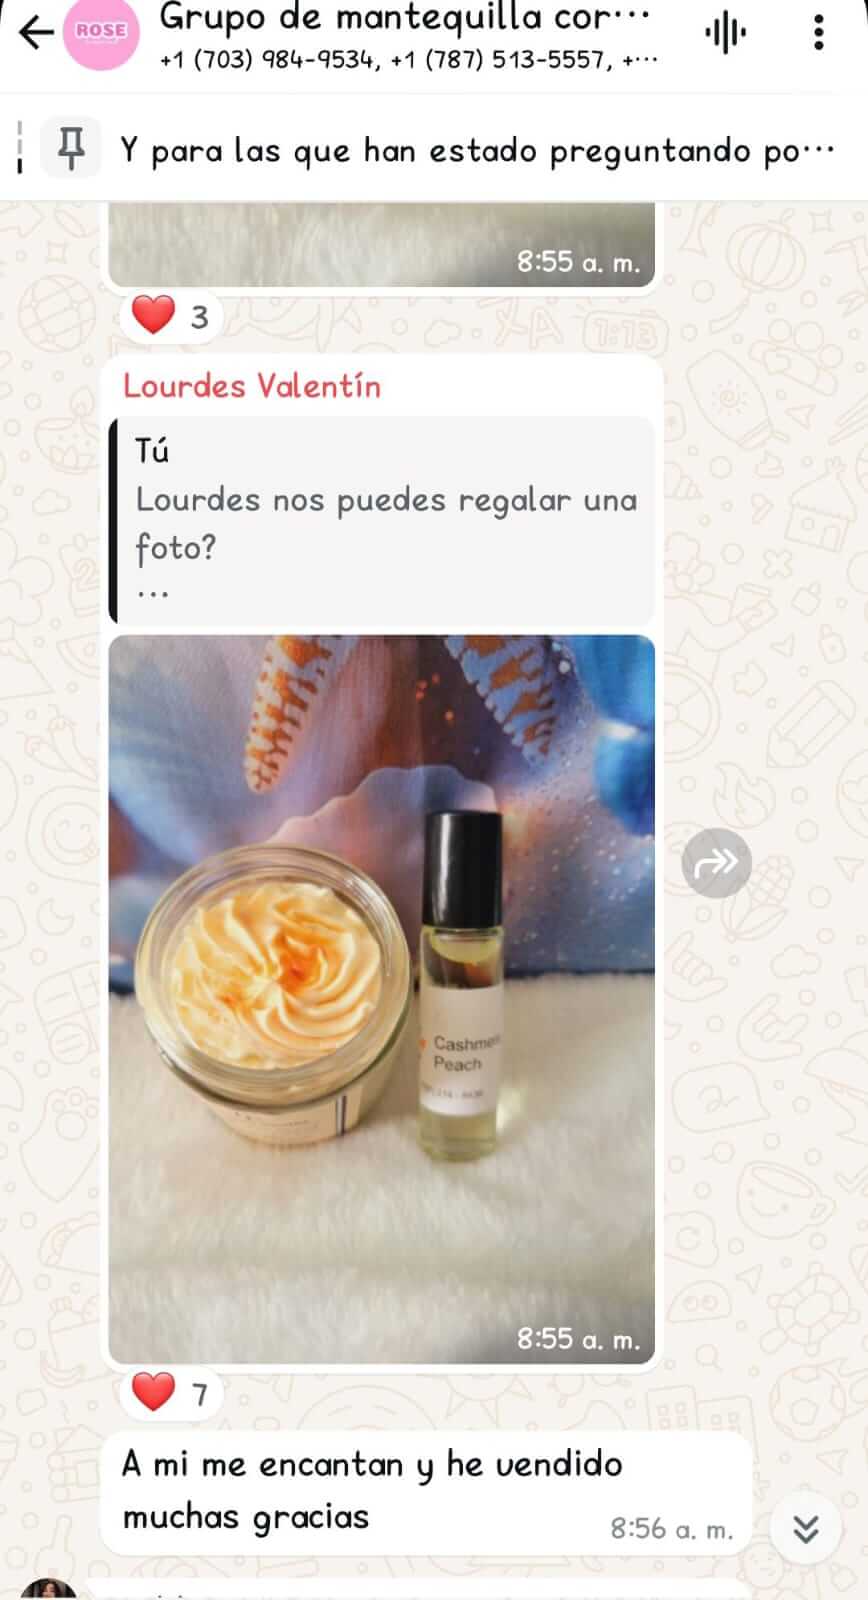 ROSE
Grupo de mantequilla cor...
+1 (703) 984-9534, +1 (787) 513-5557, +...
Y para las que han estado preguntando po...
8:55 a. m.
❤️ 3
Lourdes Valentín
Tú
Lourdes nos puedes regalar una
foto?
...
Cashme
Peach
8:55 a. m.
❤️ 7
A mi me encantan y he vendido
muchas gracias
8:56 a. m.